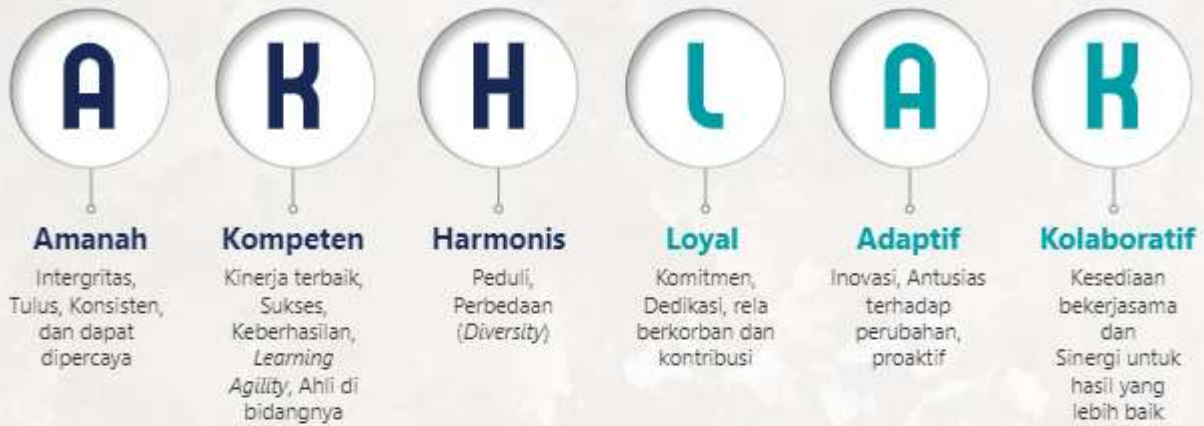 A K H L A K
Amanah
Intergritas,
Tulus, Konsisten,
dan dapat
dipercaya
Kompeten
Kinerja terbaik,
Sukses,
Keberhasilan,
Learning
Agility, Ahli di
bidangnya
Harmonis
Peduli,
Perbedaan
(Diversity)
Loyal
Komitmen,
Dedikasi, rela
berkorban dan
kontribusi
Adaptif
Inovasi, Antusias
terhadap
perubahan,
proaktif
Kolaboratif
Kesediaan
bekerjasama
dan
Sinergi untuk
hasil yang
lebih baik